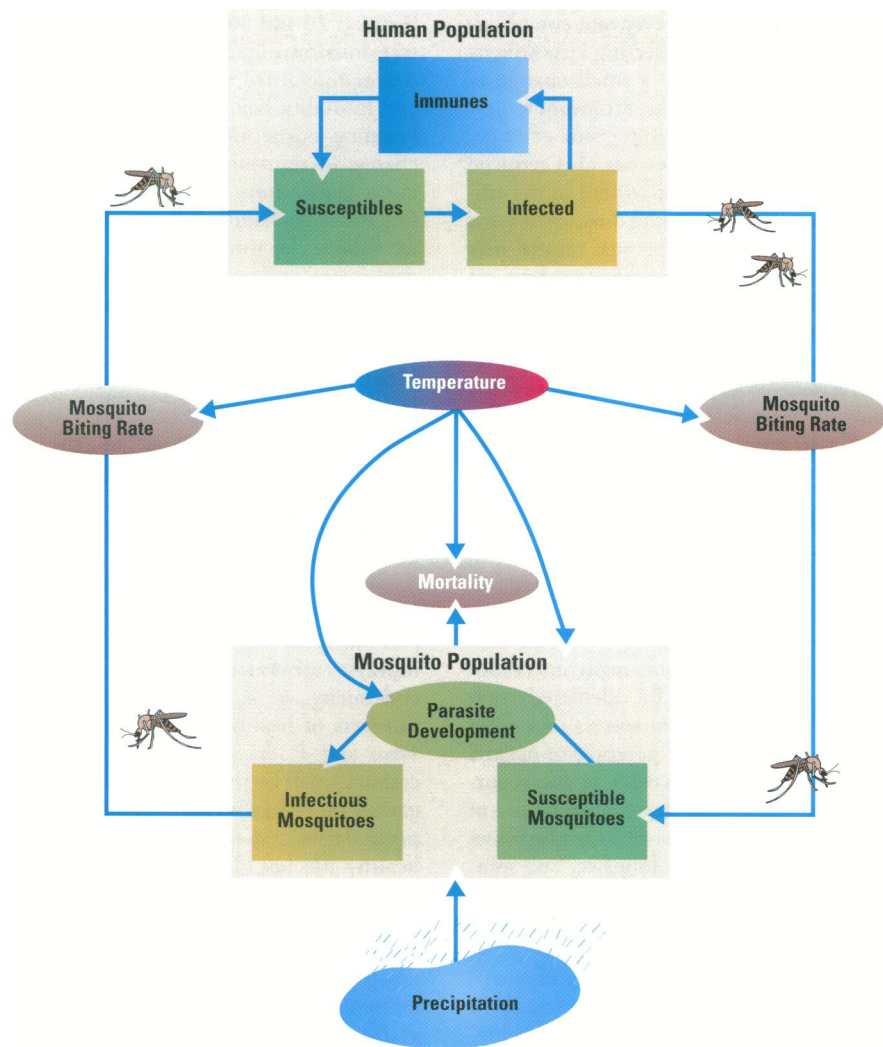 Human Population
Immunes
Susceptibles
Infected
Temperature
Mosquito
Biting Rate
Mosquito
Biting Rate
Mortality
Mosquito Population
Parasite
Development
Infectious
Mosquitoes
Susceptible
Mosquitoes
Precipitation